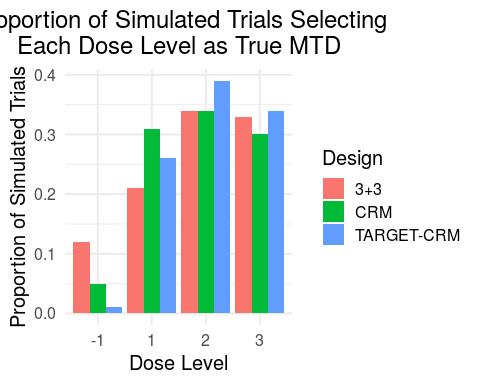 oportion of Simulated Trials Selecting
Each Dose Level as True MTD
Proportion of Simulated Trials
0.4
0.3
0.2
0.1
0.0
-1 1 2 3
Dose Level
Design
3+3
CRM
TARGET-CRM